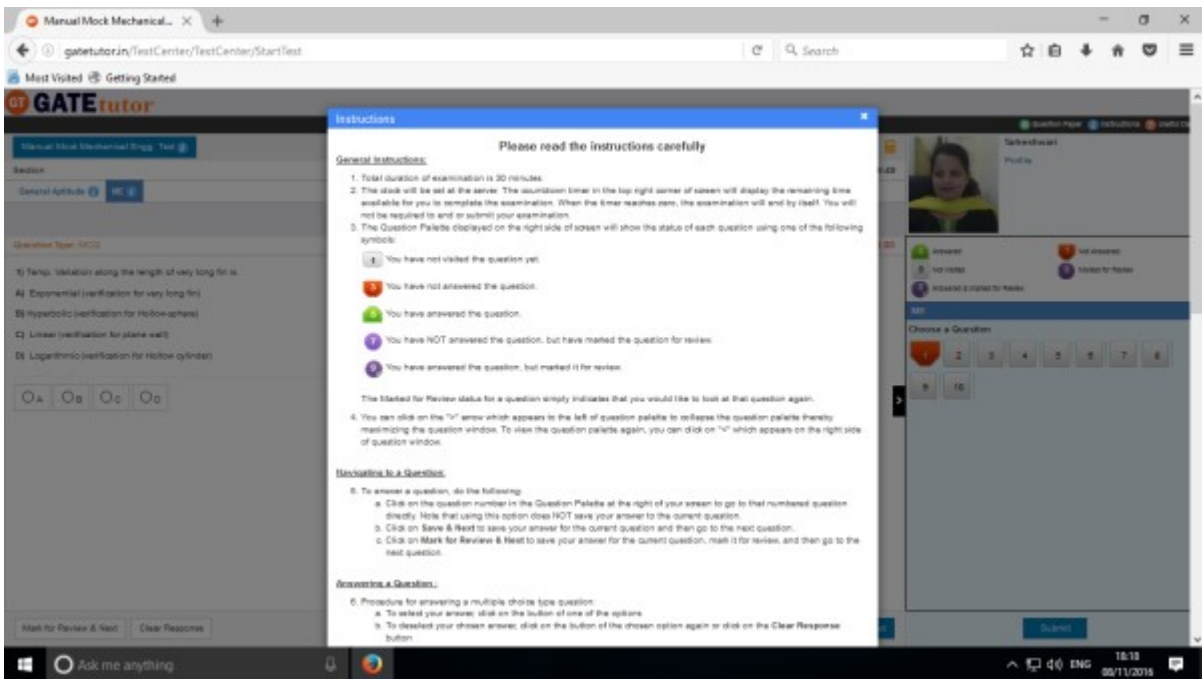 Manual Mock Mechanical...
gatetutor.in/TestCenter/TestCenter/StartTest
Search
Most Visited Getting Started
GT GATEtutor
Instructions
Question Paper Instructions
Manual Mock Mechanical Engg. Test
Section
General Aptitude
Question Type: MCQ
1) Temp. Variation along the length of very long fin is.
A) Exponential (verification for very long fin)
B) Hyperbolic (verification for Hollow-sphere)
C) Linear (verification for plane wall)
D) Logarithmic (verification for Hollow cylinder)
A B C D
Mark for Review & Next Clear Response
Please read the instructions carefully
General Instructions:
1. Total duration of examination is 30 minutes.
2. The clock will be set at the server. The countdown timer in the top right corner of screen will display the remaining time
available for you to complete the examination. When the timer reaches zero, the examination will end by itself. You will
not be required to end or submit your examination.
3. The Question Palette displayed on the right side of screen will show the status of each question using one of the following
symbols:
You have not visited the question yet.
You have not answered the question.
You have answered the question.
7 You have NOT answered the question, but have marked the question for review.
9 You have answered the question, but marked it for review.
The Marked for Review status for a question simply indicates that you would like to look at that question again.
4. You can click on the ">" arrow which appears to the left of question palette to collapse the question palette thereby
maximizing the question window. To view the question palette again, you can click on "<" which appears on the right side
of question window.
Navigating to a Question:
5. To answer a question, do the following:
a. Click on the question number in the Question Palette at the right of your screen to go to that numbered question
directly. Note that using this option does NOT save your answer to the current question.
b. Click on Save & Next to save your answer for the current question and then go to the next question.
c. Click on Mark for Review & Next to save your answer for the current question, mark it for review, and then go to the
next question.
Answering a Question :
6. Procedure for answering a multiple choice type question:
a. To select your answer, click on the button of one of the options
b. To deselect your chosen answer, click on the button of the chosen option again or click on the Clear Response
button
Profile
Answered Not Answered
Not Visited Marked for Review
Answered & Marked for Review
Choose a Question
1 2 3 4 5 6 7 8
9 10
Submit
Ask me anything
ENG
18:18